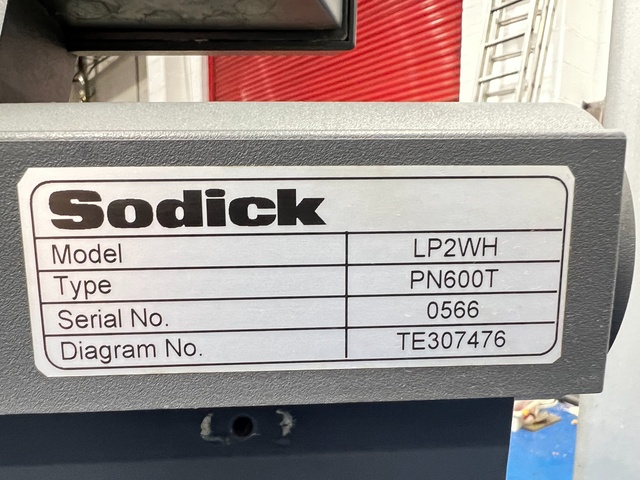 Sodick
Model LP2WH
Type PN600T
Serial No. 0566
Diagram No. TE307476